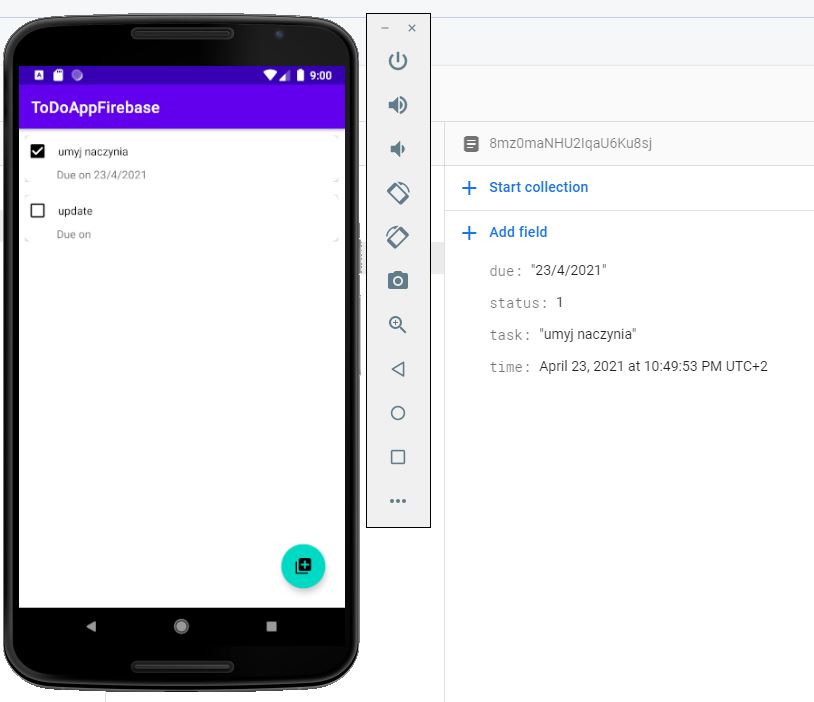 9:00
ToDoAppFirebase
umyj naczynia
Due on 23/4/2021
update
Due on
8mz0maNHU2IqaU6Ku8sj
Start collection
Add field
due: "23/4/2021"
status: 1
task: "umyj naczynia"
time: April 23, 2021 at 10:49:53 PM UTC+2